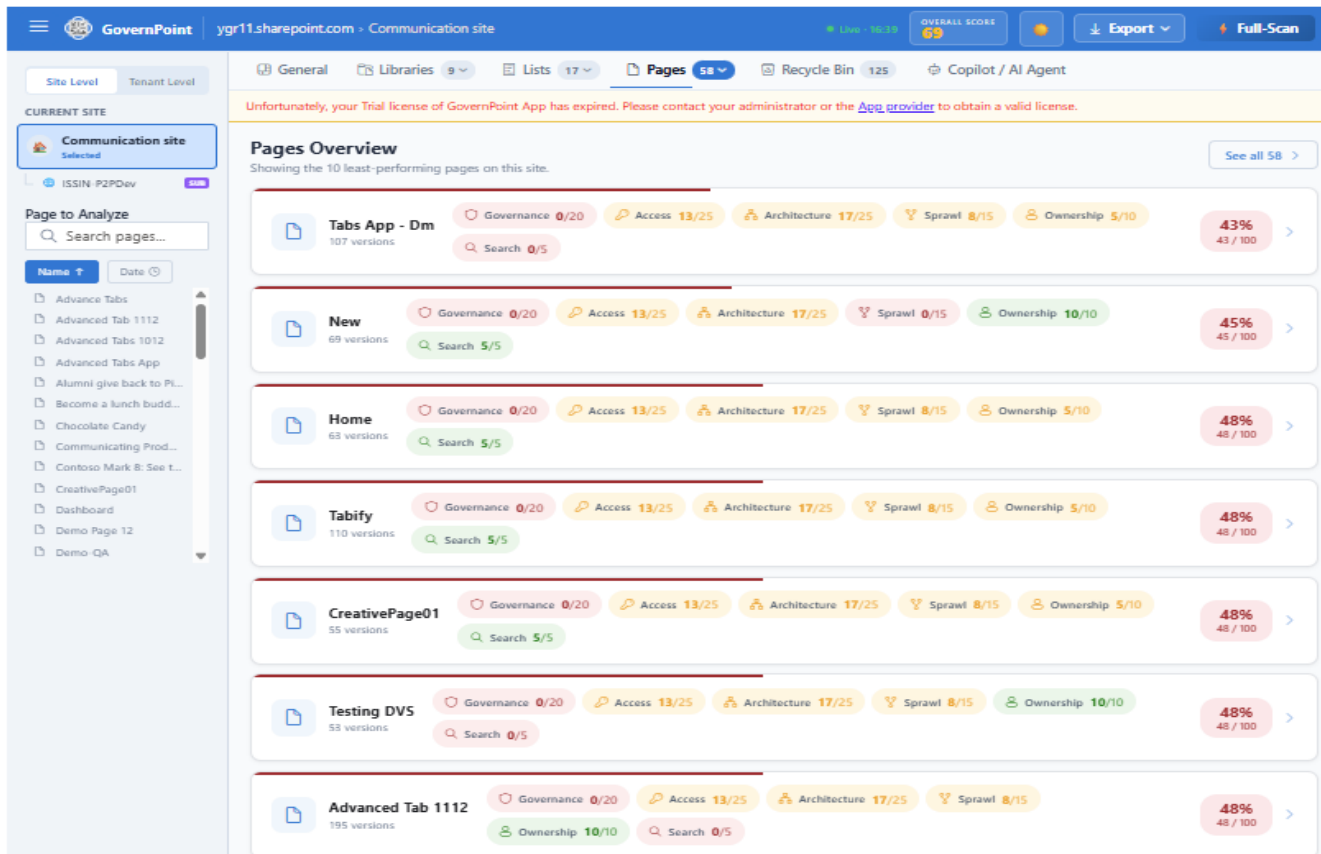 GovernPoint ygr11.sharepoint.com › Communication site Live - 16:39 OVERALL SCORE 69 Export Full-Scan
Site Level Tenant Level
CURRENT SITE
Communication site
Selected
ISSIN-P2PDev SUB
Page to Analyze
Search pages...
Name ↑ Date
Advance Tabs
Advanced Tab 1112
Advanced Tabs 1012
Advanced Tabs App
Alumni give back to Pi...
Become a lunch budd...
Chocolate Candy
Communicating Prod...
Contoso Mark 8: See t...
CreativePage01
Dashboard
Demo Page 12
Demo-QA
General Libraries 9 Lists 17 Pages 58 Recycle Bin 125 Copilot / AI Agent
Unfortunately, your Trial license of GovernPoint App has expired. Please contact your administrator or the App provider to obtain a valid license.
Pages Overview
Showing the 10 least-performing pages on this site.
See all 58 >
Tabs App - Dm
107 versions
Governance 0/20 Access 13/25 Architecture 17/25 Sprawl 8/15 Ownership 5/10
Search 0/5
43%
43 / 100
New
69 versions
Governance 0/20 Access 13/25 Architecture 17/25 Sprawl 0/15 Ownership 10/10
Search 5/5
45%
45 / 100
Home
63 versions
Governance 0/20 Access 13/25 Architecture 17/25 Sprawl 8/15 Ownership 5/10
Search 5/5
48%
48 / 100
Tabify
110 versions
Governance 0/20 Access 13/25 Architecture 17/25 Sprawl 8/15 Ownership 5/10
Search 5/5
48%
48 / 100
CreativePage01
55 versions
Governance 0/20 Access 13/25 Architecture 17/25 Sprawl 8/15 Ownership 5/10
Search 5/5
48%
48 / 100
Testing DVS
53 versions
Governance 0/20 Access 13/25 Architecture 17/25 Sprawl 8/15 Ownership 10/10
Search 0/5
48%
48 / 100
Advanced Tab 1112
195 versions
Governance 0/20 Access 13/25 Architecture 17/25 Sprawl 8/15
Ownership 10/10 Search 0/5
48%
48 / 100